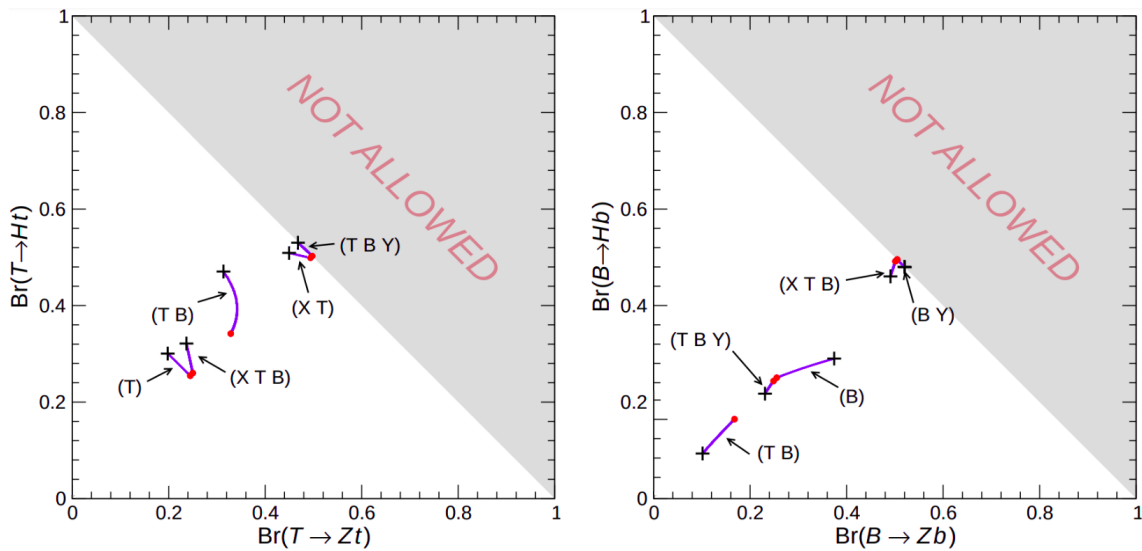 1
0.8
0.6
0.4
0.2
0
0
0.2
0.4
0.6
0.8
1
Br(T→Ht)
Br(T → Zt)
NOT ALLOWED
(T B Y)
(X T)
(T B)
(X T B)
(T)
1
0.8
0.6
0.4
0.2
0
0
0.2
0.4
0.6
0.8
1
Br(B→Hb)
Br(B → Zb)
NOT ALLOWED
(X T B)
(B Y)
(T B Y)
(B)
(T B)